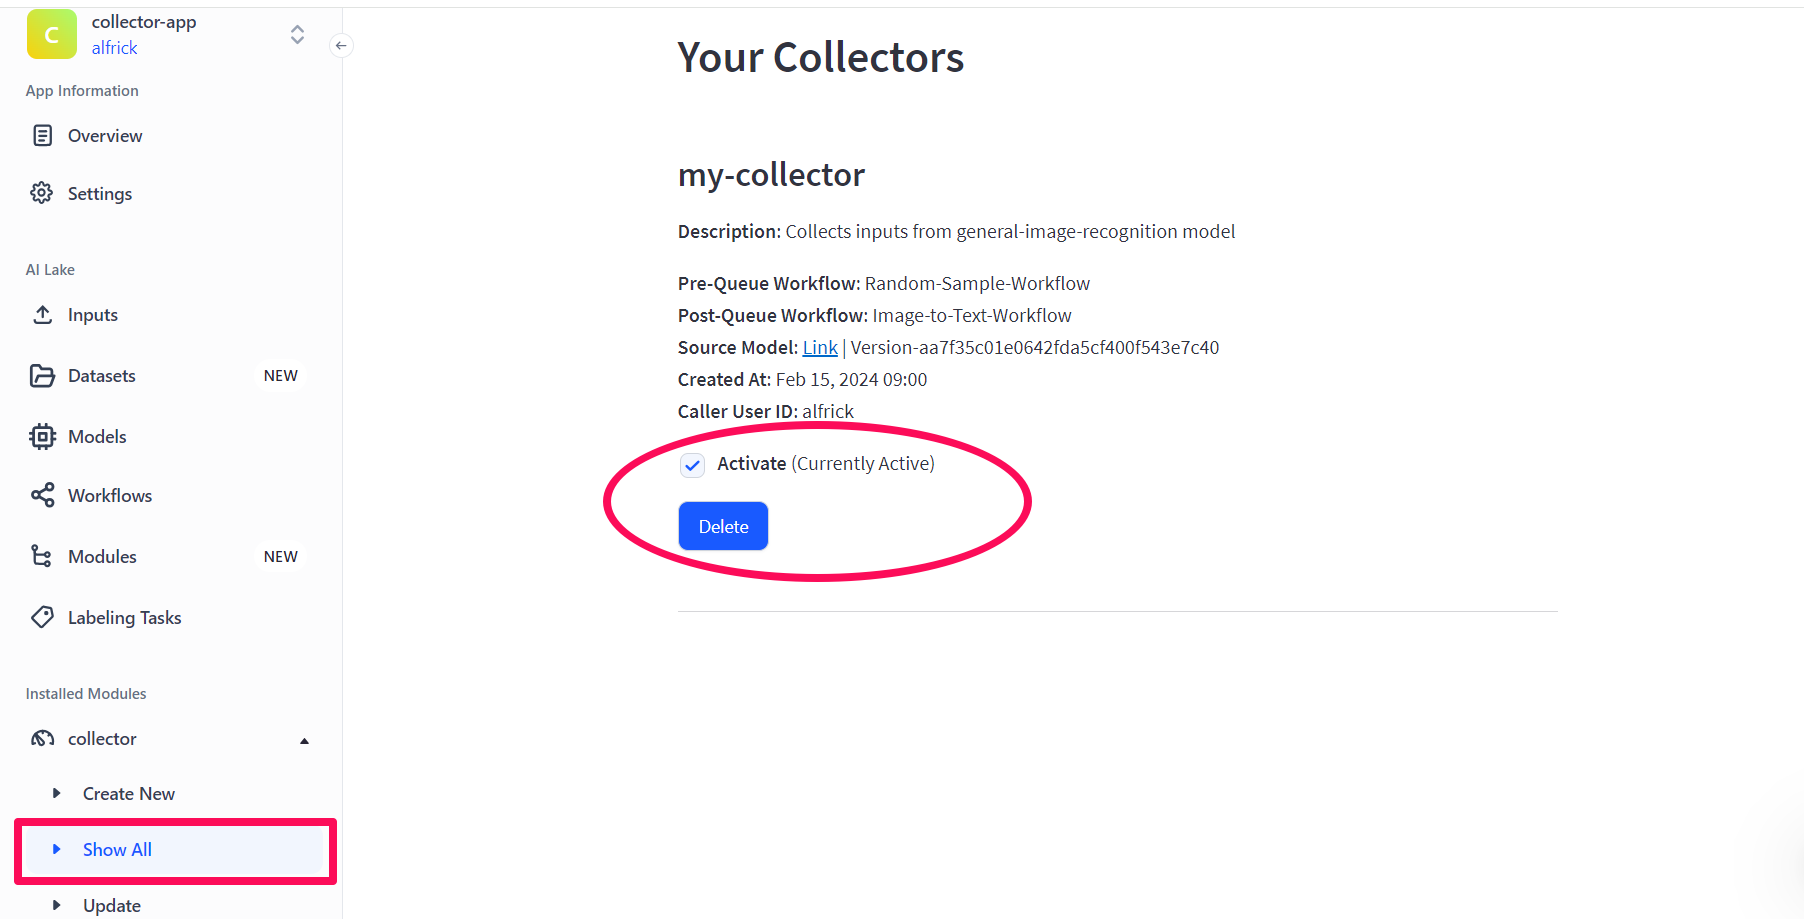 C
collector-app
alfrick
App Information
Overview
Settings
AI Lake
Inputs
Datasets NEW
Models
Workflows
Modules NEW
Labeling Tasks
Installed Modules
collector
Create New
Show All
Update
Your Collectors
my-collector
Description: Collects inputs from general-image-recognition model
Pre-Queue Workflow: Random-Sample-Workflow
Post-Queue Workflow: Image-to-Text-Workflow
Source Model: Link | Version-aa7f35c01e0642fda5cf400f543e7c40
Created At: Feb 15, 2024 09:00
Caller User ID: alfrick
Activate (Currently Active)
Delete